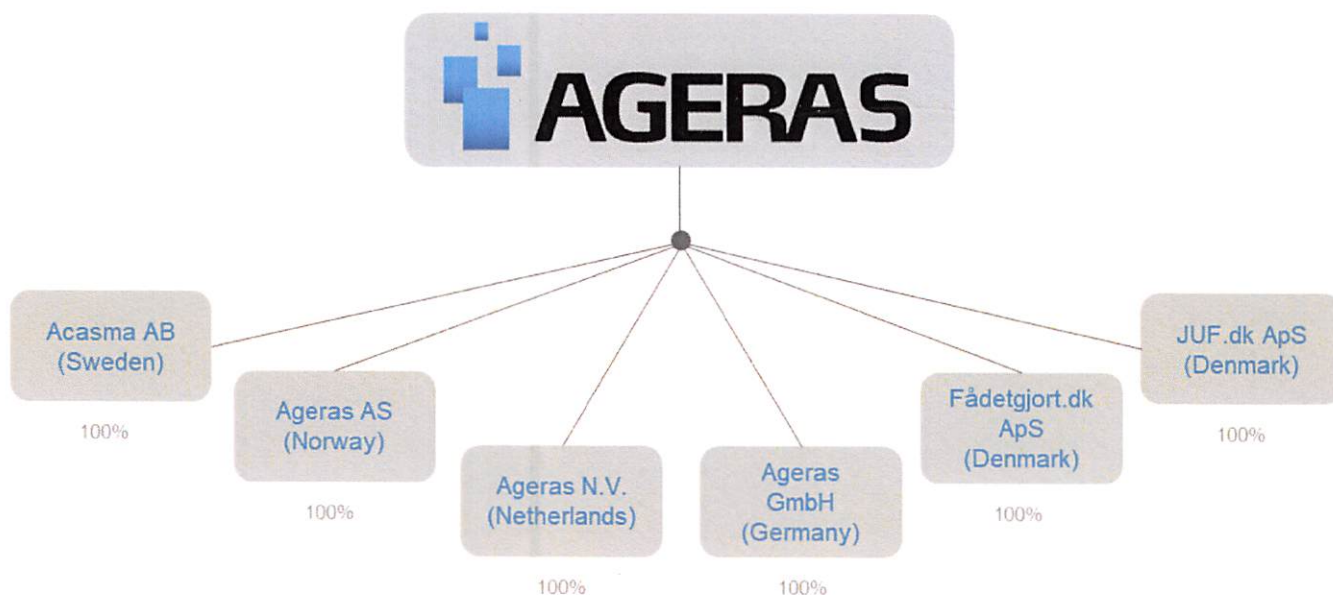 AGERAS
Acasma AB
(Sweden)
100%
Ageras AS
(Norway)
100%
Ageras N.V.
(Netherlands)
100%
Ageras
GmbH
(Germany)
100%
Fådetgjort.dk
ApS
(Denmark)
100%
JUF.dk ApS
(Denmark)
100%